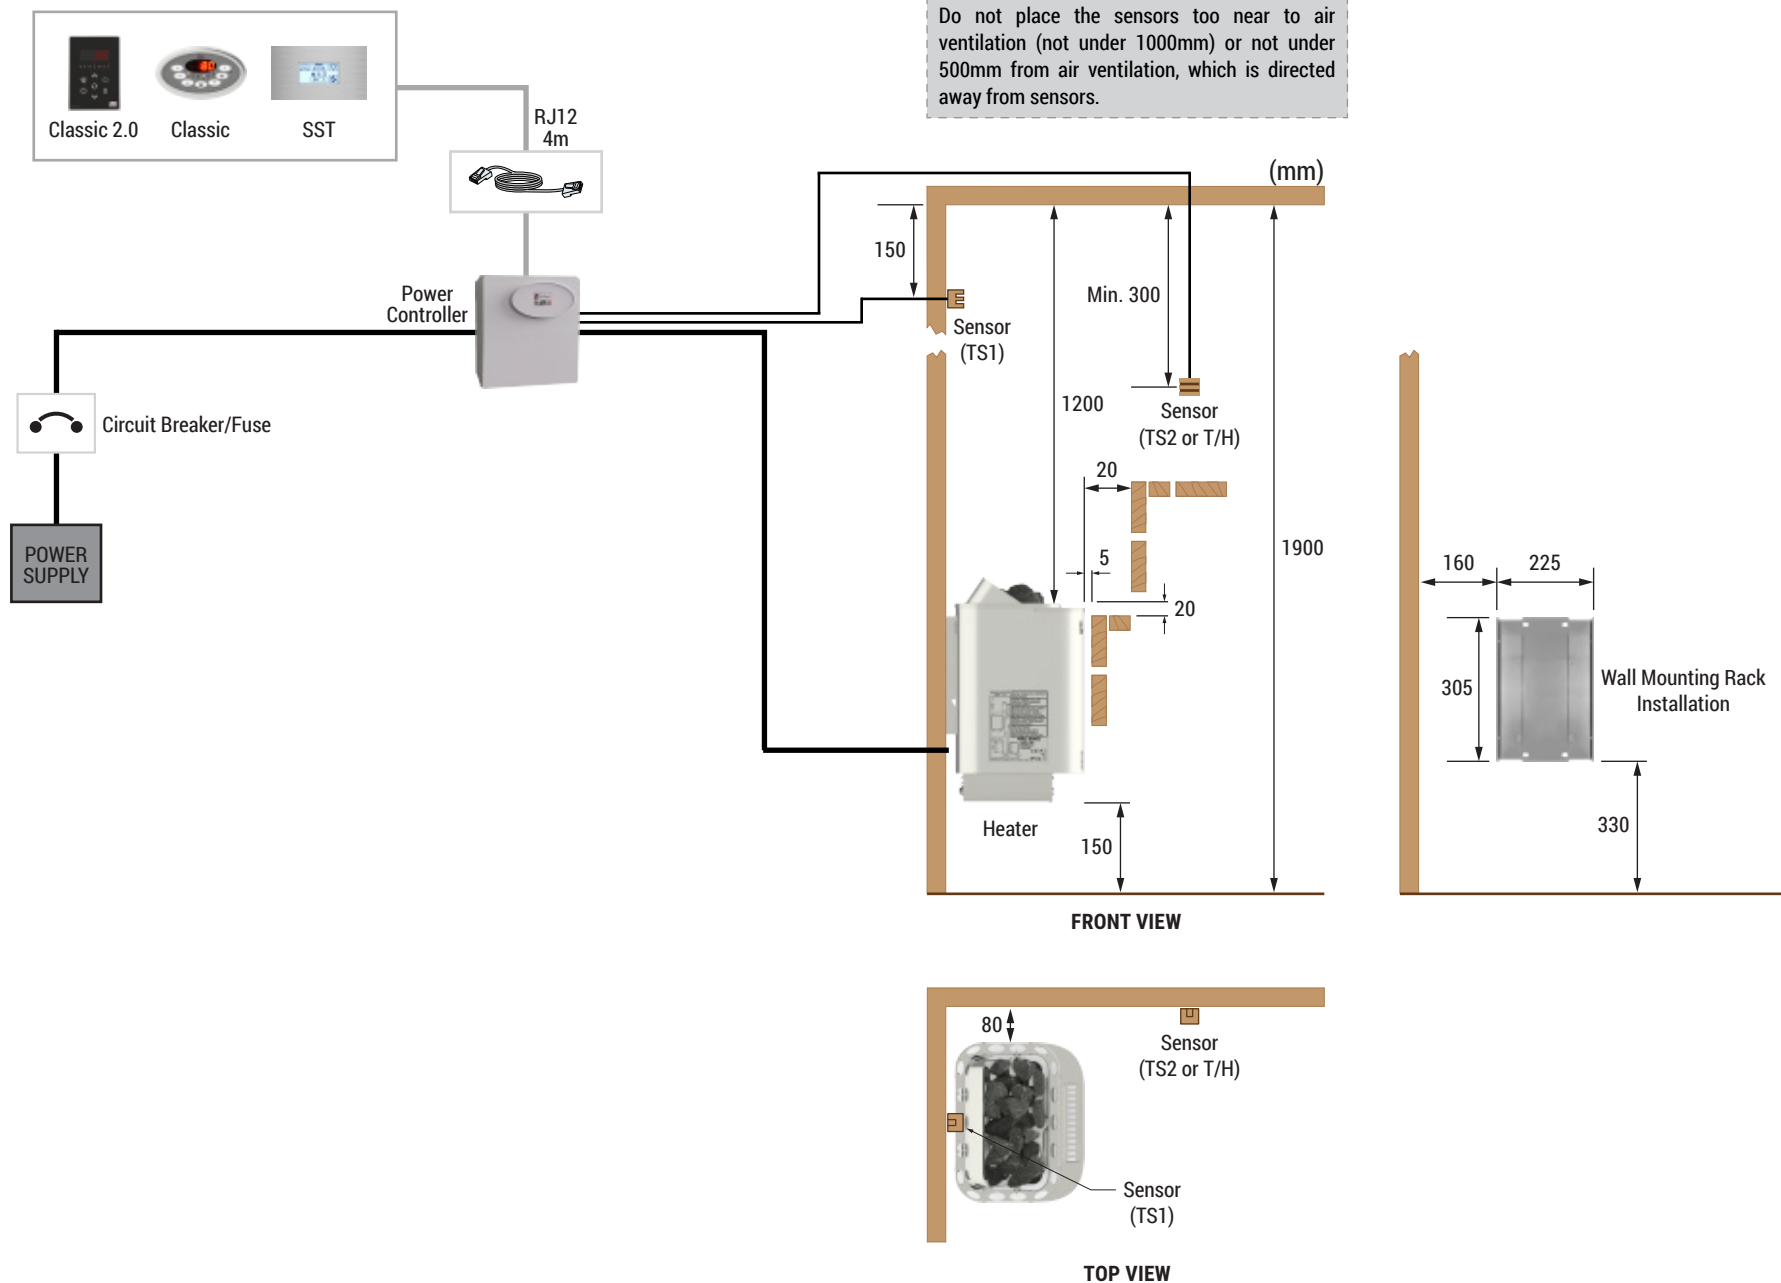 Do not place the sensors too near to air
ventilation (not under 1000mm) or not under
500mm from air ventilation, which is directed
away from sensors.
Classic 2.0
Classic
SST
RJ12
4m
Power
Controller
Circuit Breaker/Fuse
POWER
SUPPLY
(mm)
150
Min. 300
Sensor
(TS1)
1200
Sensor
(TS2 or T/H)
20
5
20
1900
Heater
150
FRONT VIEW
160
225
305
Wall Mounting Rack
Installation
330
80
Sensor
(TS2 or T/H)
Sensor
(TS1)
TOP VIEW